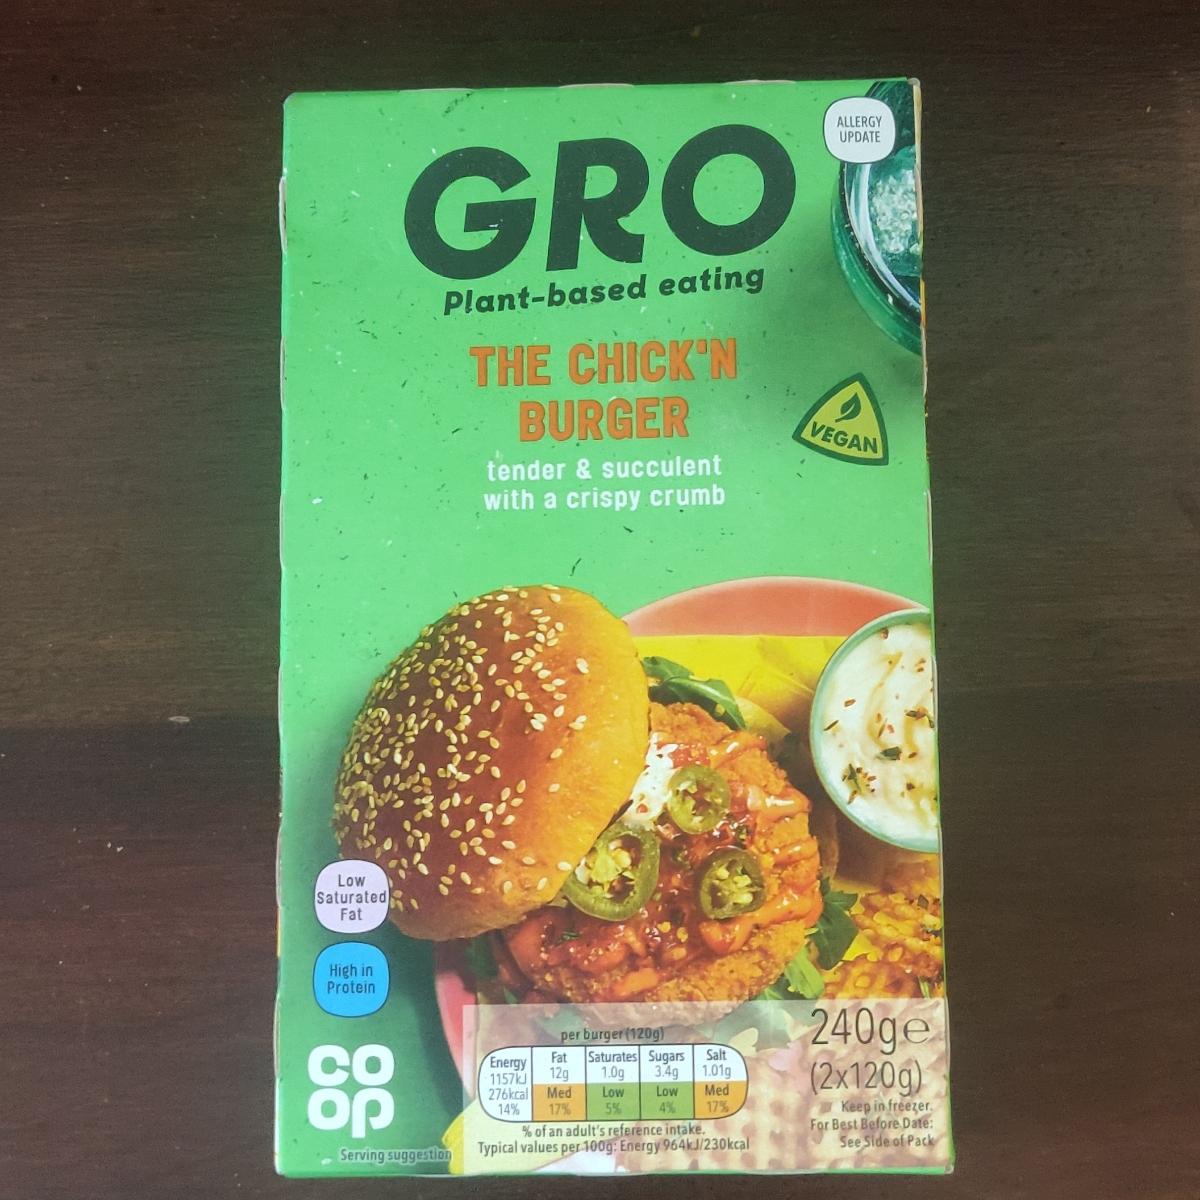 ALLERGY
UPDATE
GRO
Plant-based eating
THE CHICK'N
BURGER
tender & succulent
with a crispy crumb
VEGAN
Low
Saturated
Fat
High in
Protein
CO
OP
Serving suggestion
per burger (120g)
Energy Fat Saturates Sugars Salt
1157kJ 12g 1.0g 3.4g 1.01g
276kcal Med Low Low Med
14% 17% 5% 4% 17%
% of an adult's reference intake.
Typical values per 100g: Energy 964kJ/230kcal
240g℮
(2x120g)
Keep in freezer.
For Best Before Date:
See Side of Pack